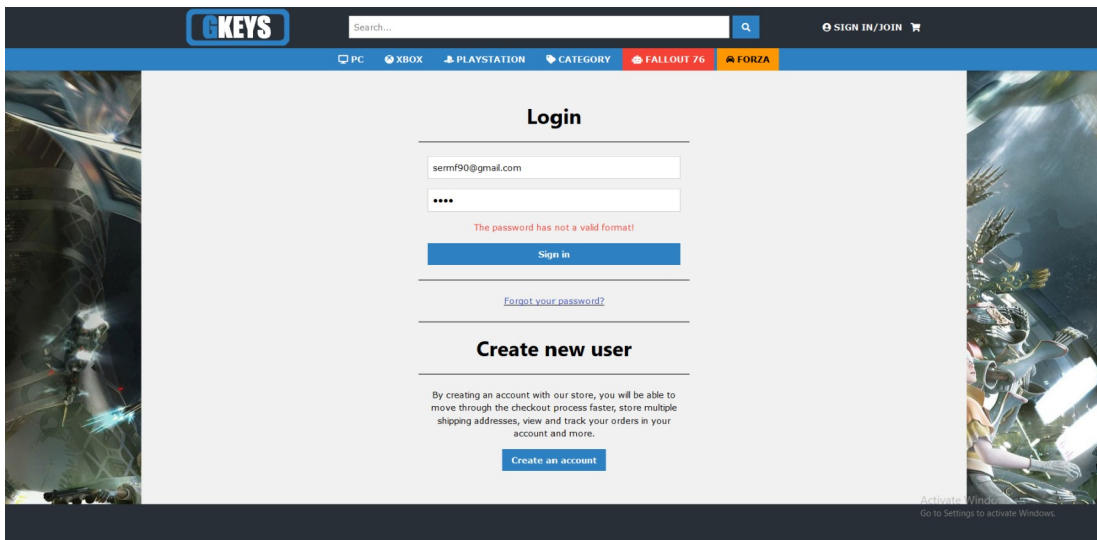 GKEYS
Search...
SIGN IN/JOIN
PC XBOX PLAYSTATION CATEGORY FALLOUT 76 FORZA
Login
sermf90@gmail.com
••••
The password has not a valid format!
Sign in
Forgot your password?
Create new user
By creating an account with our store, you will be able to
move through the checkout process faster, store multiple
shipping addresses, view and track your orders in your
account and more.
Create an account
Activate Windows
Go to Settings to activate Windows.